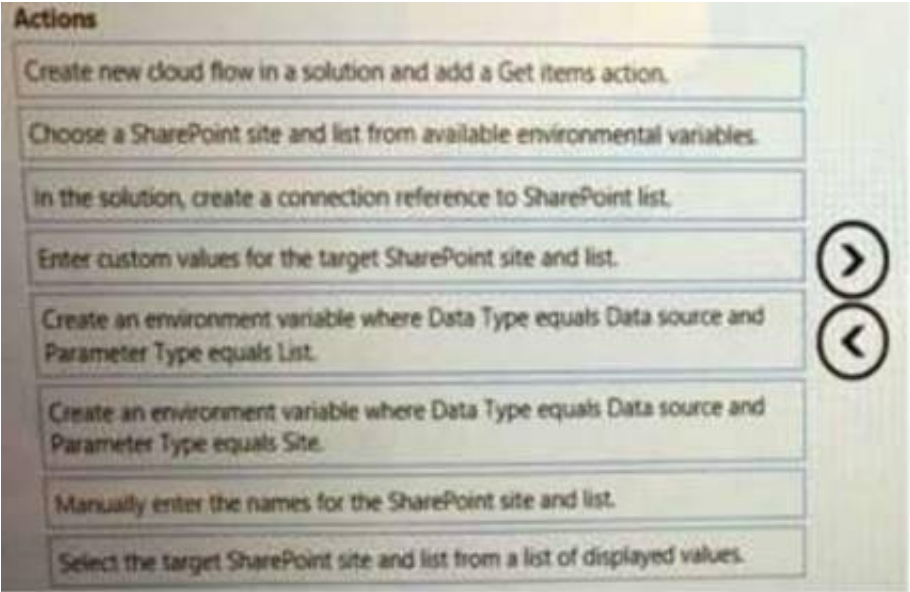 Actions
Create new cloud flow in a solution and add a Get items action.
Choose a SharePoint site and list from available environmental variables.
In the solution, create a connection reference to SharePoint list.
Enter custom values for the target SharePoint site and list.
Create an environment variable where Data Type equals Data source and
Parameter Type equals List.
Create an environment variable where Data Type equals Data source and
Parameter Type equals Site.
Manually enter the names for the SharePoint site and list.
Select the target SharePoint site and list from a list of displayed values.